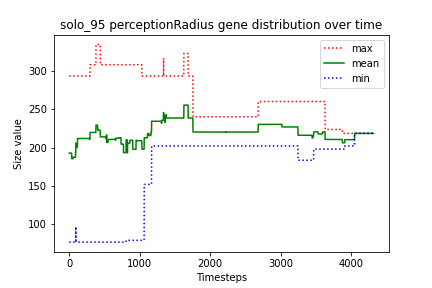 solo_95 perceptionRadius gene distribution over time
max
mean
min
Size value
300
250
200
150
100
0
1000
2000
3000
4000
Timesteps